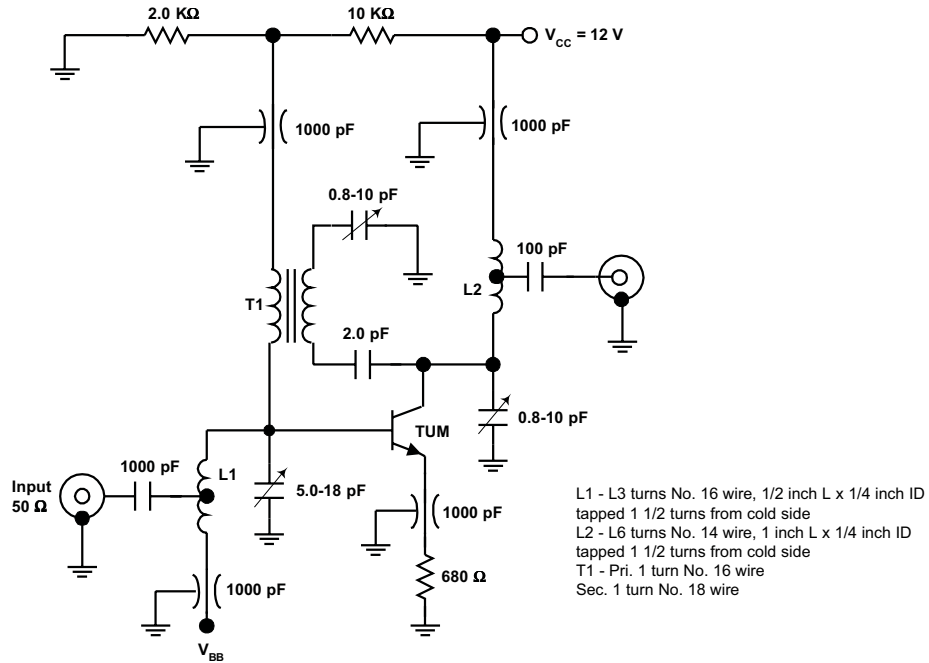 2.0 KΩ
10 KΩ
VCC = 12 V
1000 pF
1000 pF
0.8-10 pF
100 pF
T1
L2
2.0 pF
TUM
0.8-10 pF
1000 pF
L1
Input
50 Ω
5.0-18 pF
1000 pF
680 Ω
1000 pF
VBB
L1 - L3 turns No. 16 wire, 1/2 inch L x 1/4 inch ID
tapped 1 1/2 turns from cold side
L2 - L6 turns No. 14 wire, 1 inch L x 1/4 inch ID
tapped 1 1/2 turns from cold side
T1 - Pri. 1 turn No. 16 wire
Sec. 1 turn No. 18 wire